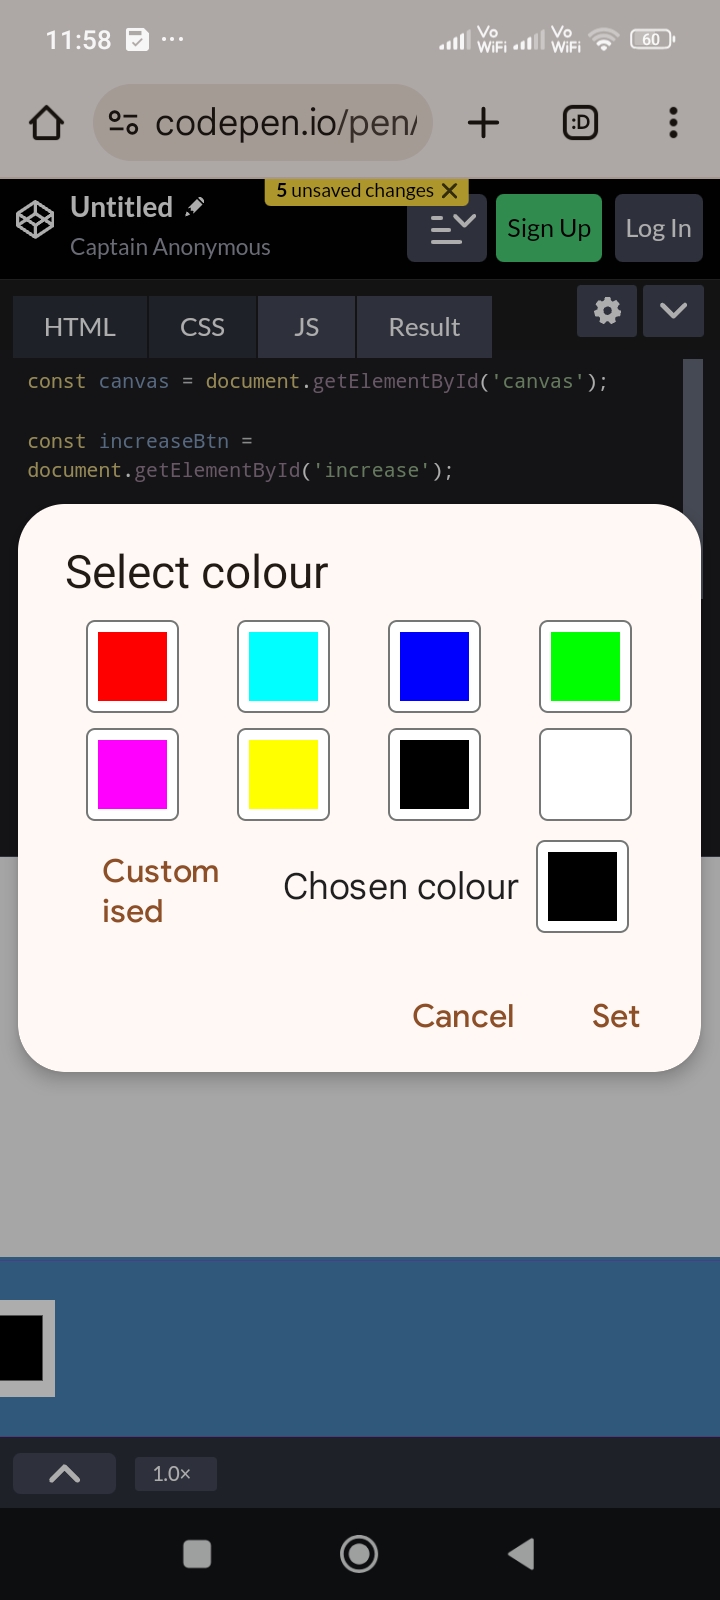 11:58
Vo WiFi Vo WiFi 60
codepen.io/pen/
:D
5 unsaved changes
Untitled
Captain Anonymous
Sign Up
Log In
HTML CSS JS Result
const canvas = document.getElementById('canvas');
const increaseBtn =
document.getElementById('increase');
Select colour
Custom
ised
Chosen colour
Cancel Set
1.0×